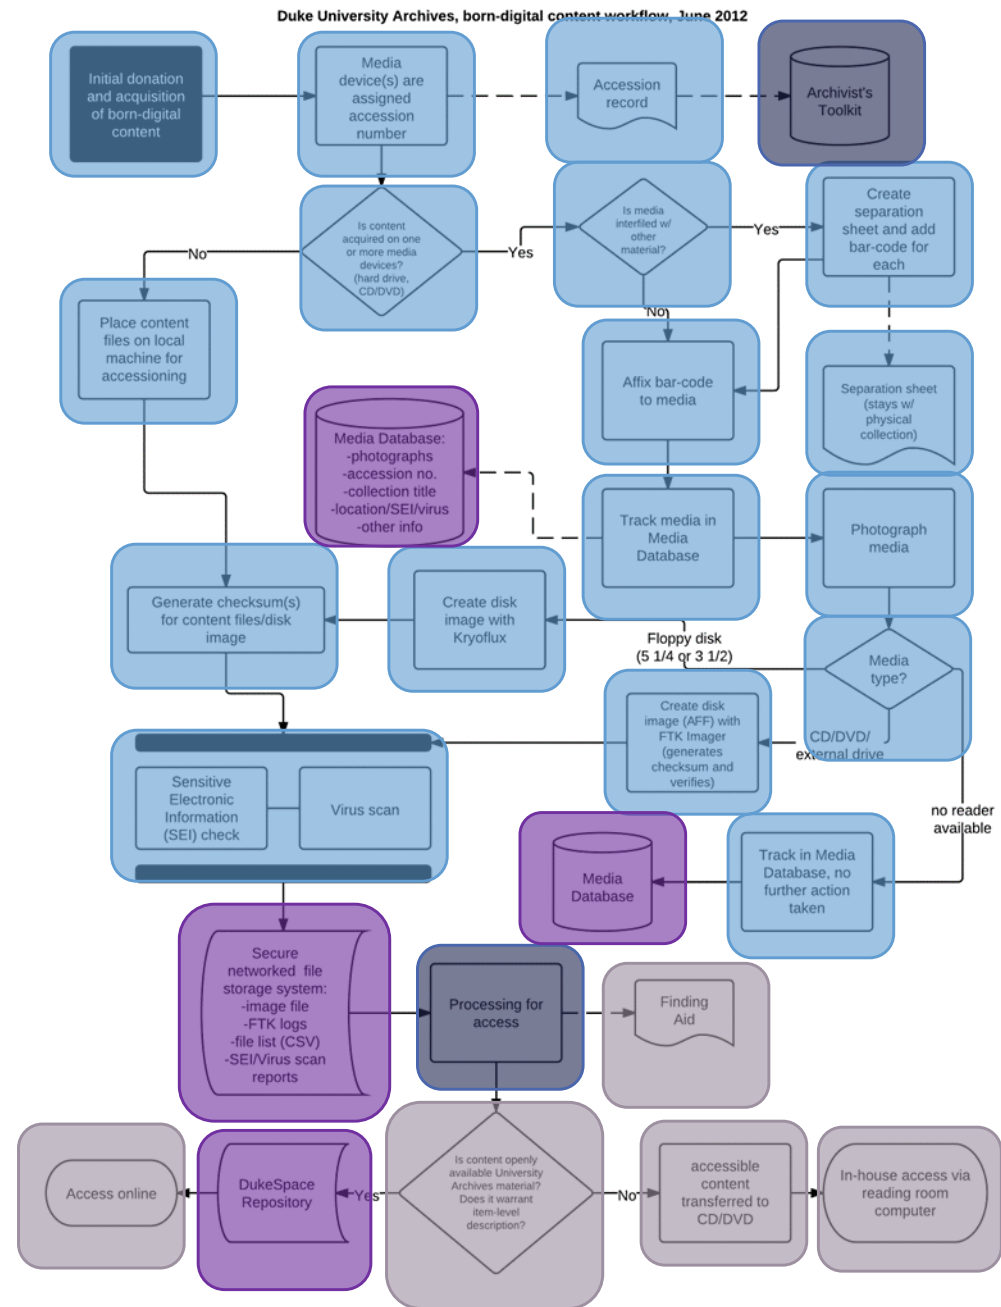 Duke University Archives, born-digital content workflow, June 2012
Initial donation
and acquisition
of born-digital
content
Media
device(s) are
assigned
accession
number
Accession
record
Archivist's
Toolkit
Is content
acquired on one
or more media
devices?
(hard drive,
CD/DVD)
No
Yes
Is media
interfiled w/
other
material?
Yes
No
Create
separation
sheet and add
bar-code for
each
Place content
files on local
machine for
accessioning
Affix bar-code
to media
Separation sheet
(stays w/
physical
collection)
Media Database:
-photographs
-accession no.
-collection title
-location/SEI/virus
-other info
Track media in
Media
Database
Photograph
media
Generate checksum(s)
for content files/disk
image
Create disk
image with
Kryoflux
Floppy disk
(5 1/4 or 3 1/2)
Media
type?
Create disk
image (AFF) with
FTK Imager
(generates
checksum and
verifies)
CD/DVD/
external drive
no reader
available
Sensitive
Electronic
Information
(SEI) check
Virus scan
Media
Database
Track in Media
Database, no
further action
taken
Secure
networked file
storage system:
-image file
-FTK logs
-file list (CSV)
-SEI/Virus scan
reports
Processing for
access
Finding
Aid
Access online
DukeSpace
Repository
Yes
Is content openly
available University
Archives material?
Does it warrant
item-level
description?
No
accessible
content
transferred to
CD/DVD
In-house access via
reading room
computer